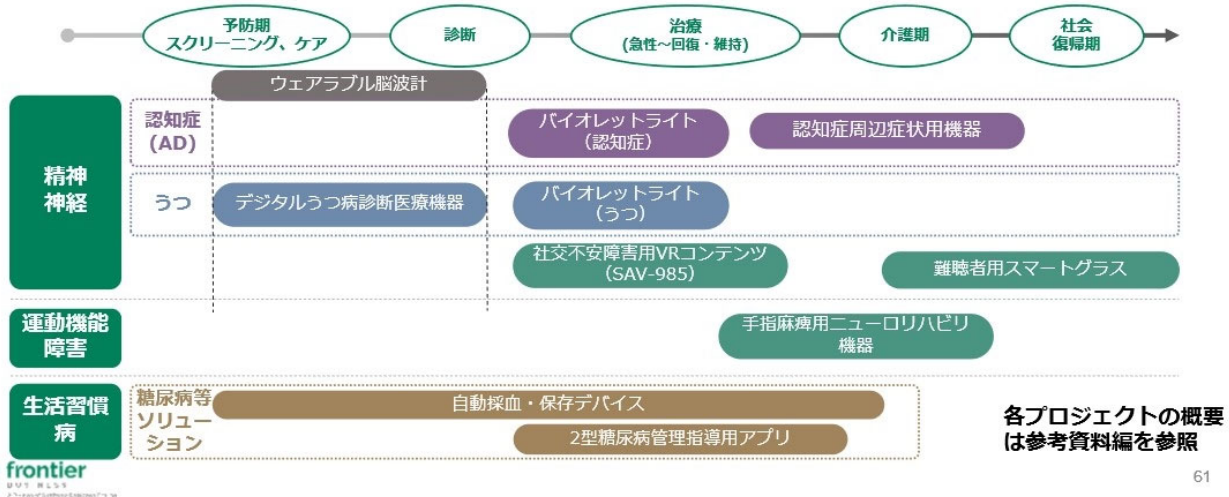 予防期
スクリーニング、ケア
診断
治療
(急性～回復・維持)
介護期
社会
復帰期
ウェアラブル脳波計
精神
神経
認知症
(AD)
バイオレットライト
（認知症）
認知症周辺症状用機器
うつ
デジタルうつ病診断医療機器
バイオレットライト
（うつ）
社交不安障害用VRコンテンツ
（SAV-985）
難聴者用スマートグラス
運動機能
障害
手指麻痺用ニューロリハビリ
機器
生活習慣
病
糖尿病等
ソリュー
ション
自動採血・保存デバイス
2型糖尿病管理指導用アプリ
各プロジェクトの概要
は参考資料編を参照
frontier
61